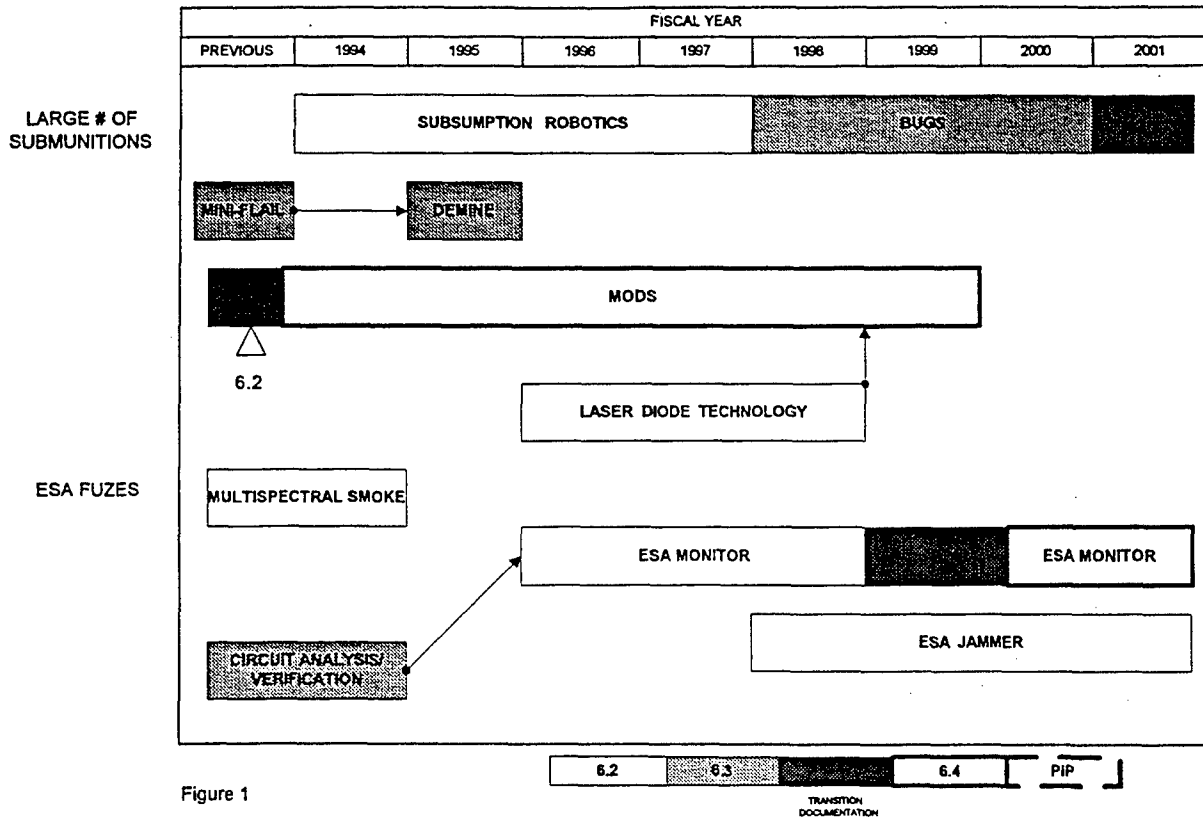 FISCAL YEAR
PREVIOUS 1994 1995 1996 1997 1998 1999 2000 2001
LARGE # OF
SUBMUNITIONS
SUBSUMPTION ROBOTICS
BUGS
MINI-FLAIL
DEMINE
MODS
6.2
LASER DIODE TECHNOLOGY
ESA FUZES
MULTISPECTRAL SMOKE
ESA MONITOR
ESA MONITOR
ESA JAMMER
CIRCUIT ANALYSIS/
VERIFICATION
6.2 6.3 6.4 PIP
TRANSITION
DOCUMENTATION
Figure 1